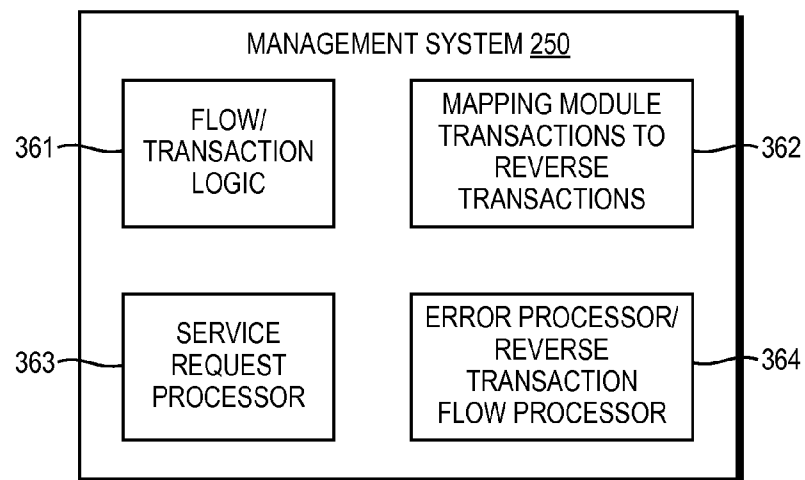 MANAGEMENT SYSTEM 250
361
FLOW/
TRANSACTION
LOGIC
MAPPING MODULE
TRANSACTIONS TO
REVERSE
TRANSACTIONS
362
363
SERVICE
REQUEST
PROCESSOR
ERROR PROCESSOR/
REVERSE
TRANSACTION
FLOW PROCESSOR
364